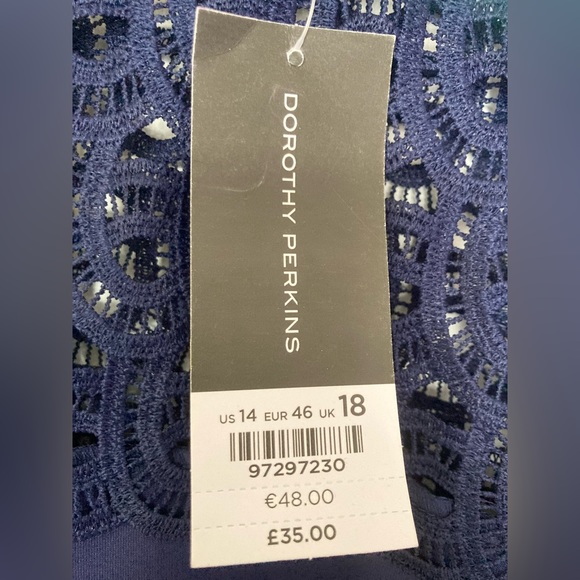 DOROTHY PERKINS
US 14 EUR 46 UK 18
97297230
€48.00
£35.00